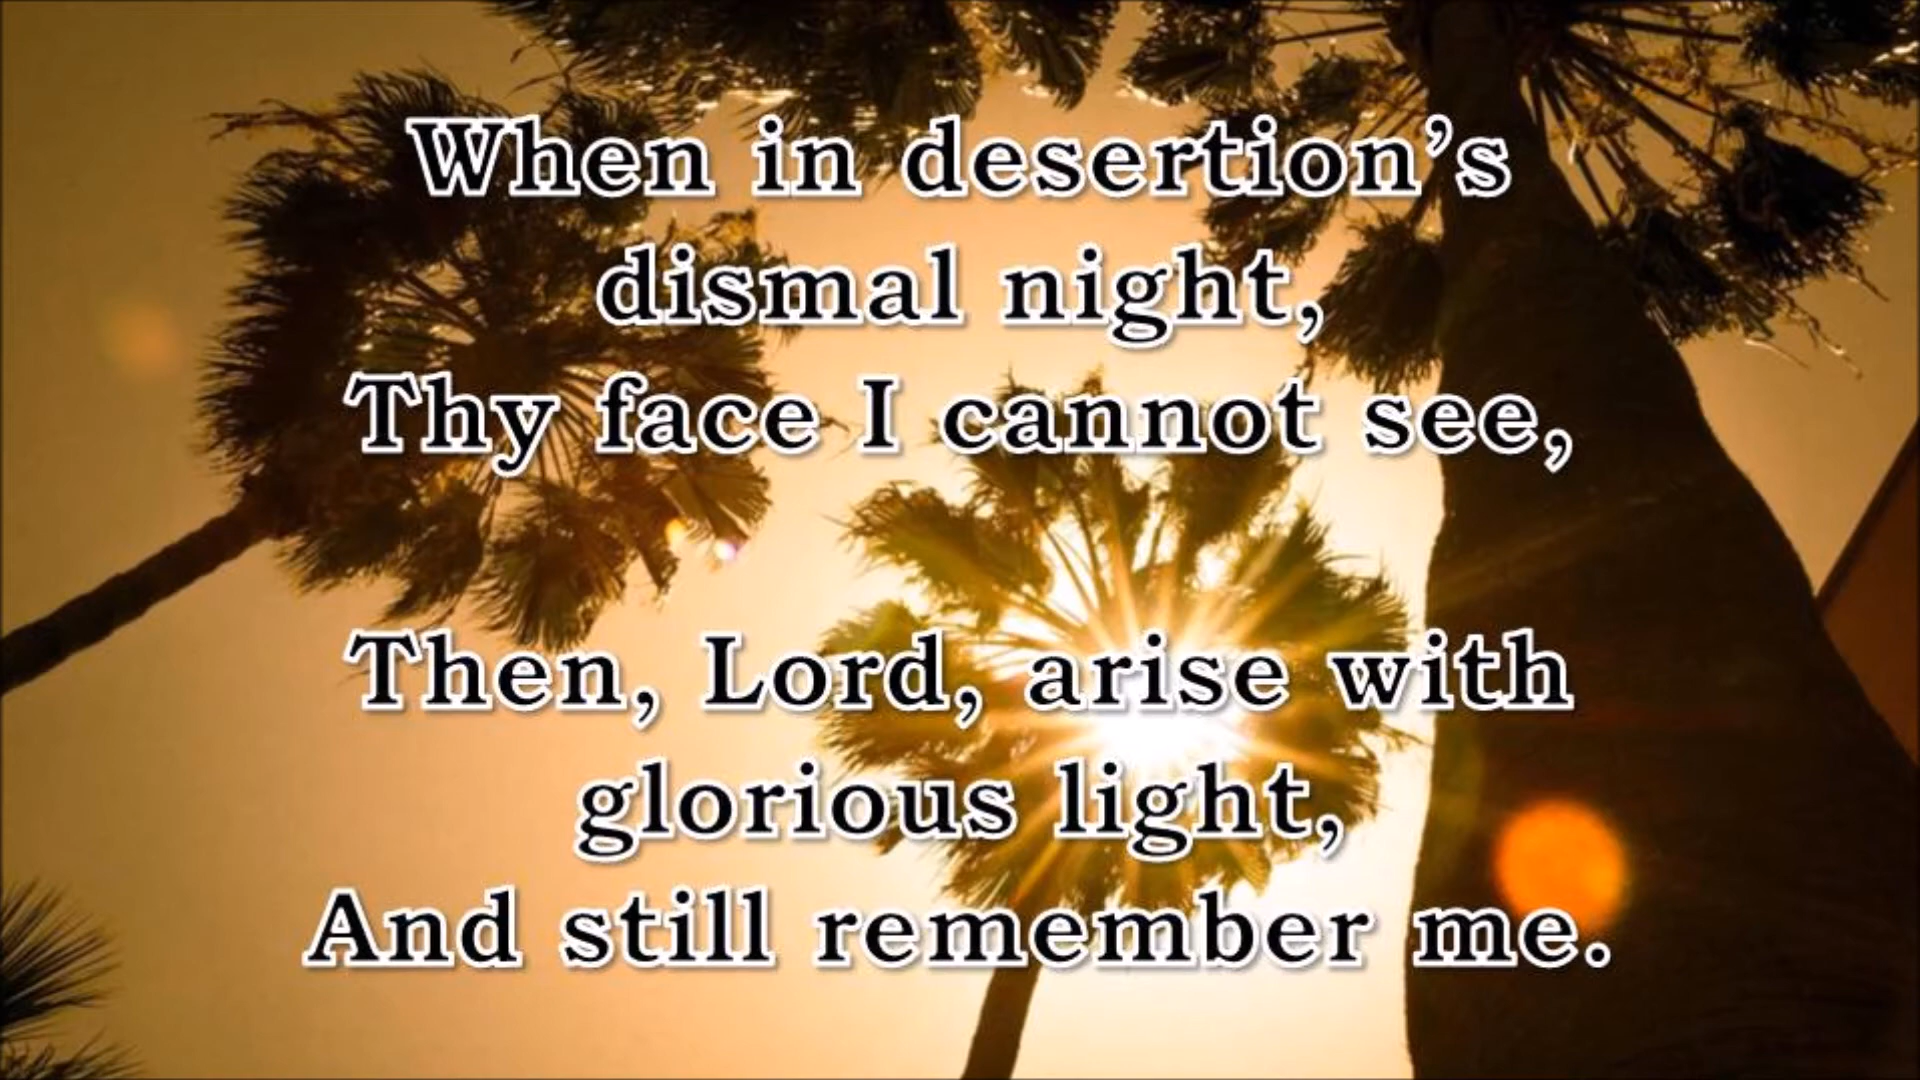 When in desertion’s
dismal night,
Thy face I cannot see,
Then, Lord, arise with
glorious light,
And still remember me.